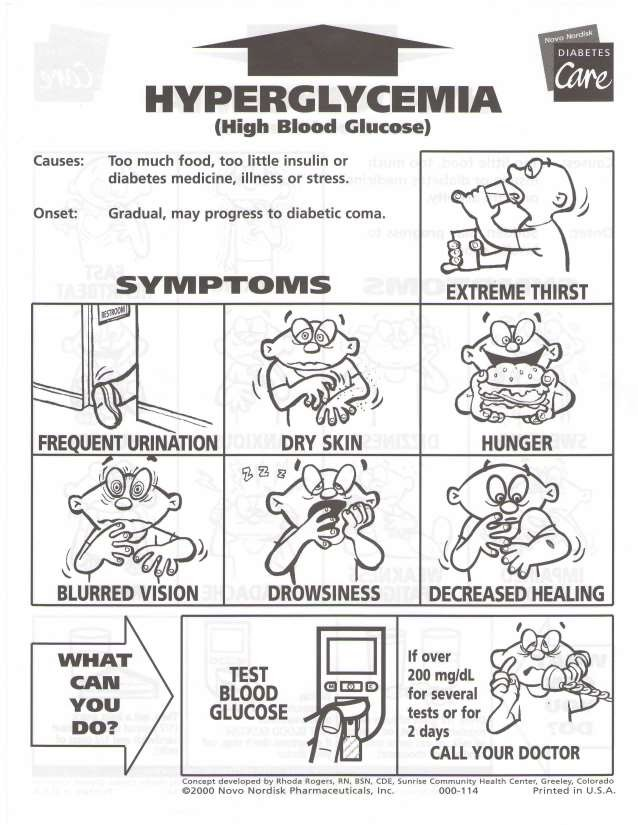 Novo Nordisk
DIABETES
Care
HYPERGLYCEMIA
(High Blood Glucose)
Causes: Too much food, too little insulin or
diabetes medicine, illness or stress.
Onset: Gradual, may progress to diabetic coma.
SYMPTOMS
EXTREME THIRST
RESTROOM
FREQUENT URINATION
DRY SKIN
HUNGER
BLURRED VISION
Z Z Z
DROWSINESS
DECREASED HEALING
WHAT
CAN
YOU
DO?
TEST
BLOOD
GLUCOSE
If over
200 mg/dL
for several
tests or for
2 days
CALL YOUR DOCTOR
Concept developed by Rhoda Rogers, RN, BSN, CDE, Sunrise Community Health Center, Greeley, Colorado
©2000 Novo Nordisk Pharmaceuticals, Inc. 000-114 Printed in U.S.A.